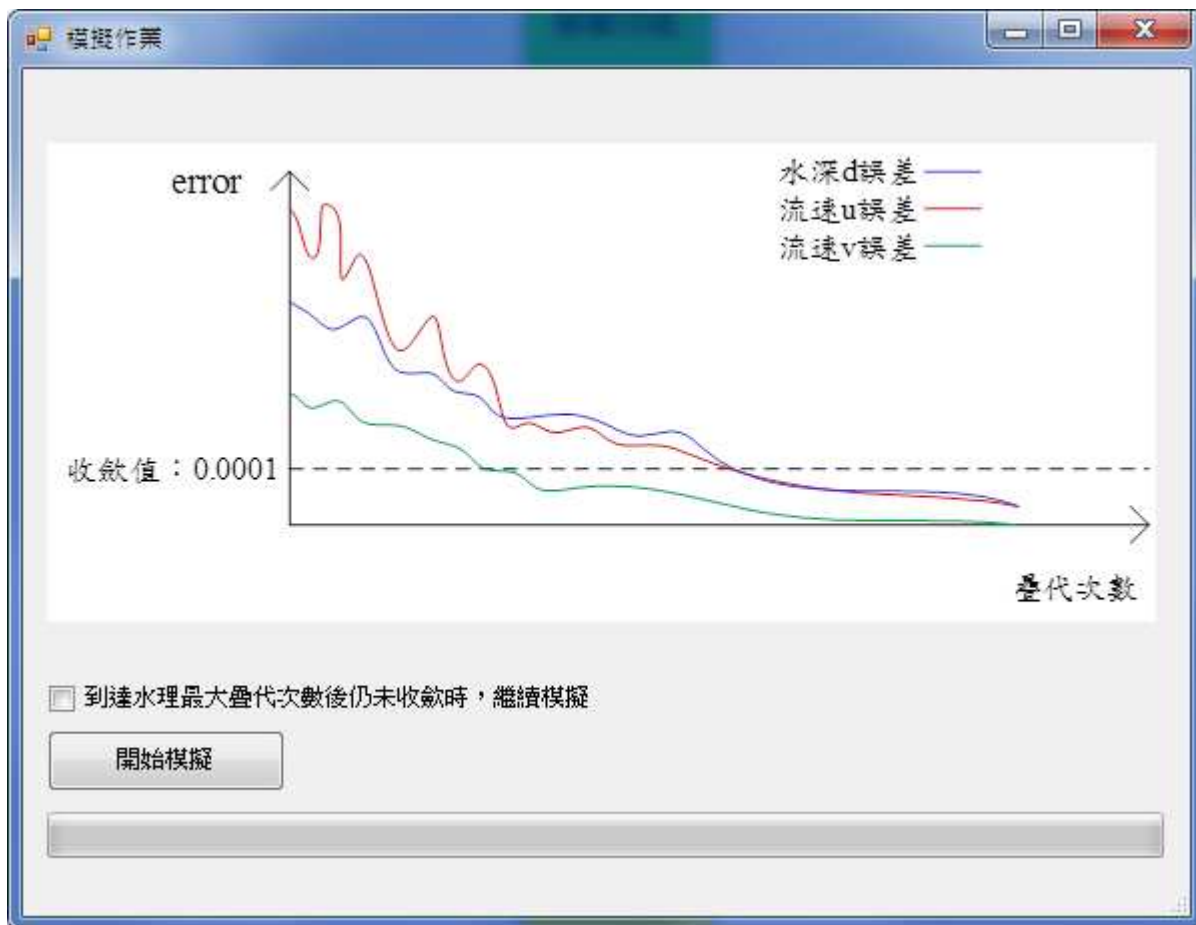 模擬作業
error
水深d誤差
流速u誤差
流速v誤差
收斂值：0.0001
疊代次數
到達水理最大疊代次數後仍未收斂時，繼續模擬
開始模擬